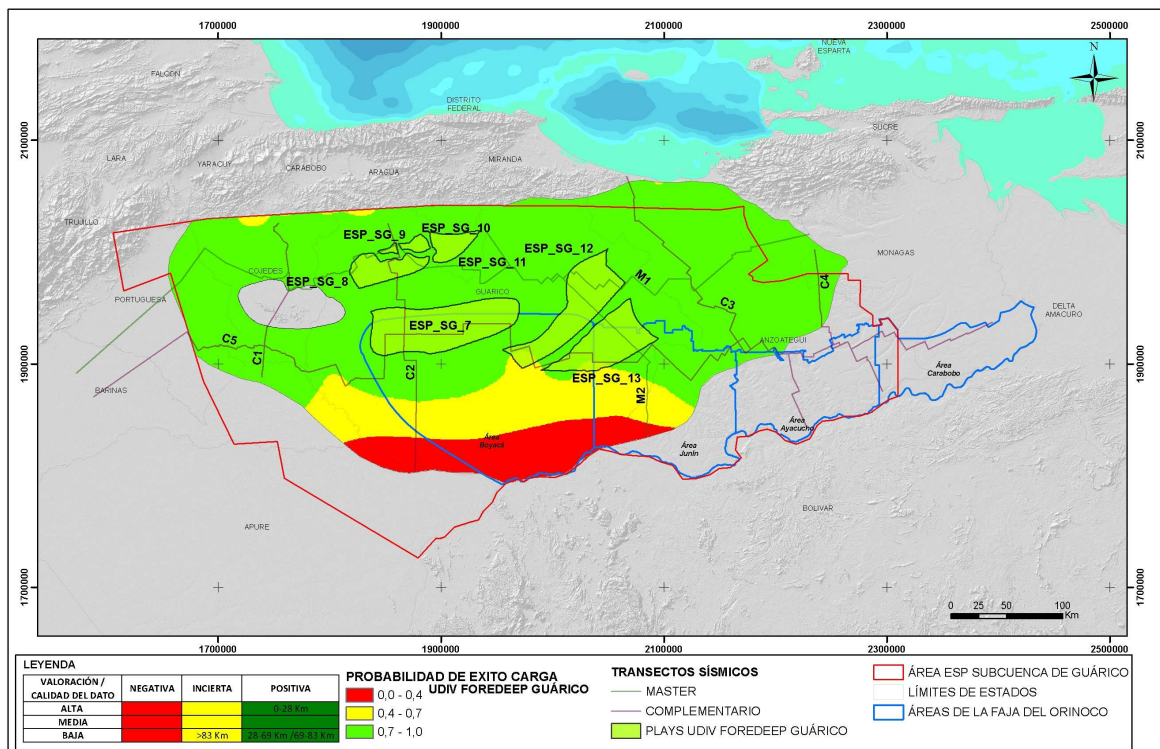 1700000
1900000
2100000
2300000
2500000
NUEVA
ESPARTA
N
FALCON
DISTRITO
FEDERAL
SUCRE
2100000
2100000
LARA
YARACUY
CARABOBO
ARAGUA
MIRANDA
TRUJILLO
ESP_SG_9
ESP_SG_10
ESP_SG_12
MONAGAS
ESP_SG_11
COJEDES
ESP_SG_8
GUARICO
M1
C4
PORTUGUESA
C3
DELTA
AMACURO
ESP_SG_7
C5
C1
ANZOATEGUI
1900000
1900000
C2
ESP_SG_13
M2
Área
Carabobo
BARINAS
Área
Boyacá
Área
Ayacucho
Área
Junín
BOLIVAR
APURE
1700000
1700000
0 25 50 100
Km
1700000
1900000
2100000
2300000
2500000
LEYENDA
VALORACIÓN /
CALIDAD DEL DATO
NEGATIVA
INCIERTA
POSITIVA
ALTA
0-28 Km
MEDIA
BAJA
>83 Km
28-69 Km /69-83 Km
PROBABILIDAD DE EXITO CARGA
UDIV FOREDEEP GUÁRICO
0,0 - 0,4
0,4 - 0,7
0,7 - 1,0
TRANSECTOS SÍSMICOS
MASTER
COMPLEMENTARIO
PLAYS UDIV FOREDEEP GUÁRICO
ÁREA ESP SUBCUENCA DE GUÁRICO
LÍMITES DE ESTADOS
ÁREAS DE LA FAJA DEL ORINOCO